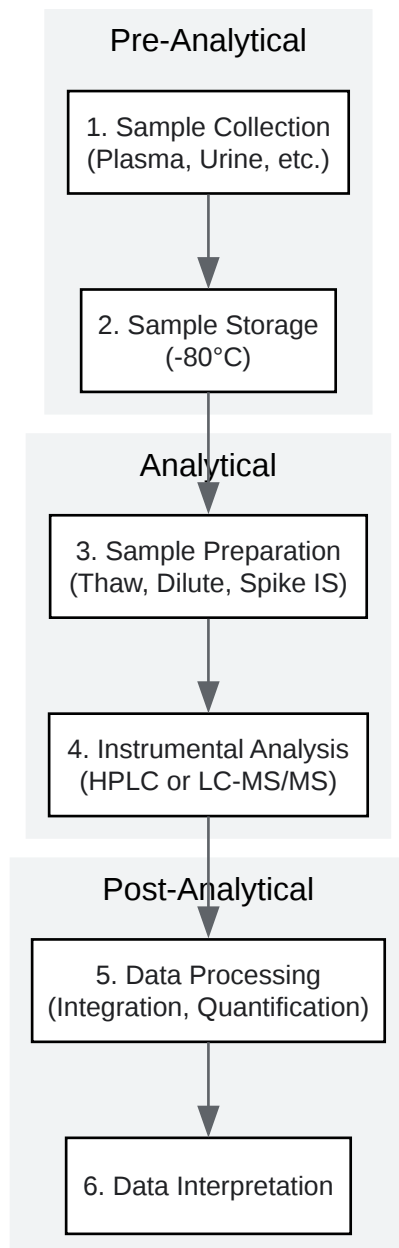 Pre-Analytical
1. Sample Collection
(Plasma, Urine, etc.)
2. Sample Storage
(-80°C)
Analytical
3. Sample Preparation
(Thaw, Dilute, Spike IS)
4. Instrumental Analysis
(HPLC or LC-MS/MS)
Post-Analytical
5. Data Processing
(Integration, Quantification)
6. Data Interpretation